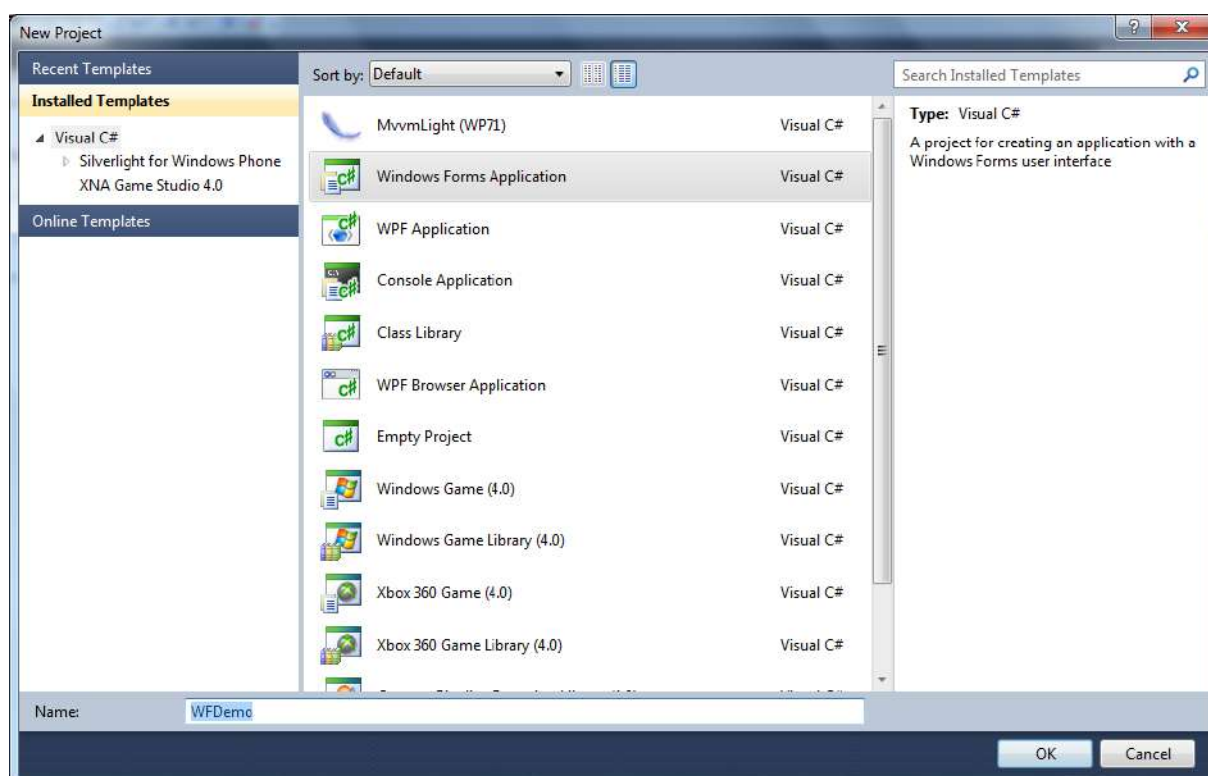 New Project
Recent Templates
Installed Templates
Visual C#
Silverlight for Windows Phone
XNA Game Studio 4.0
Online Templates
Sort by: Default
Search Installed Templates
MvvmLight (WP71) Visual C#
Windows Forms Application Visual C#
WPF Application Visual C#
Console Application Visual C#
Class Library Visual C#
WPF Browser Application Visual C#
Empty Project Visual C#
Windows Game (4.0) Visual C#
Windows Game Library (4.0) Visual C#
Xbox 360 Game (4.0) Visual C#
Xbox 360 Game Library (4.0) Visual C#
Type: Visual C#
A project for creating an application with a
Windows Forms user interface
Name: WFDemo
OK Cancel